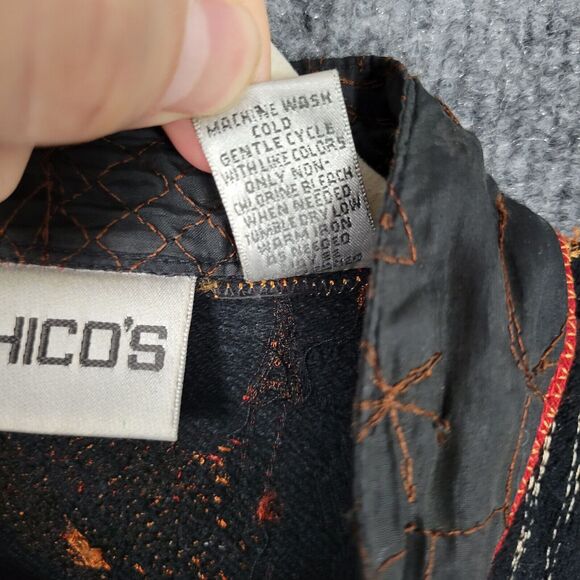 MACHINE WASH
COLD
GENTLE CYCLE
WITH LIKE COLORS
ONLY NON-
CHLORINE BLEACH
WHEN NEEDED
TUMBLE DRY LOW
WARM IRON
AS NEEDED
HICO'S